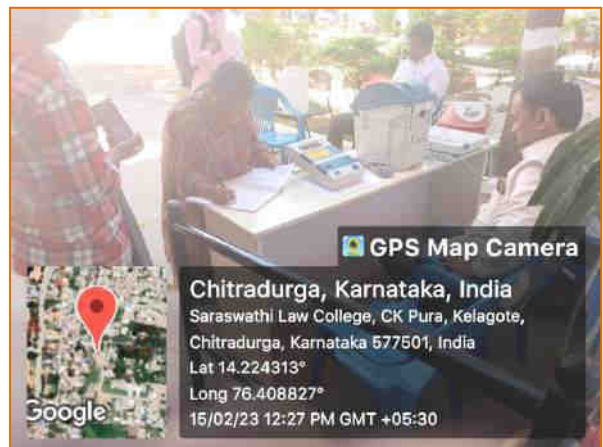 GPS Map Camera
Chitradurga, Karnataka, India
Saraswathi Law College, CK Pura, Kelagote,
Chitradurga, Karnataka 577501, India
Lat 14.224313°
Long 76.408827°
15/02/23 12:27 PM GMT +05:30
Google